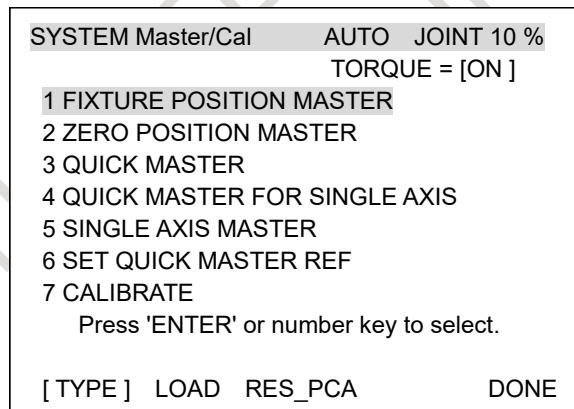 SYSTEM Master/Cal AUTO JOINT 10 %
TORQUE = [ON ]
1 FIXTURE POSITION MASTER
2 ZERO POSITION MASTER
3 QUICK MASTER
4 QUICK MASTER FOR SINGLE AXIS
5 SINGLE AXIS MASTER
6 SET QUICK MASTER REF
7 CALIBRATE
Press 'ENTER' or number key to select.
[ TYPE ] LOAD RES_PCA DONE